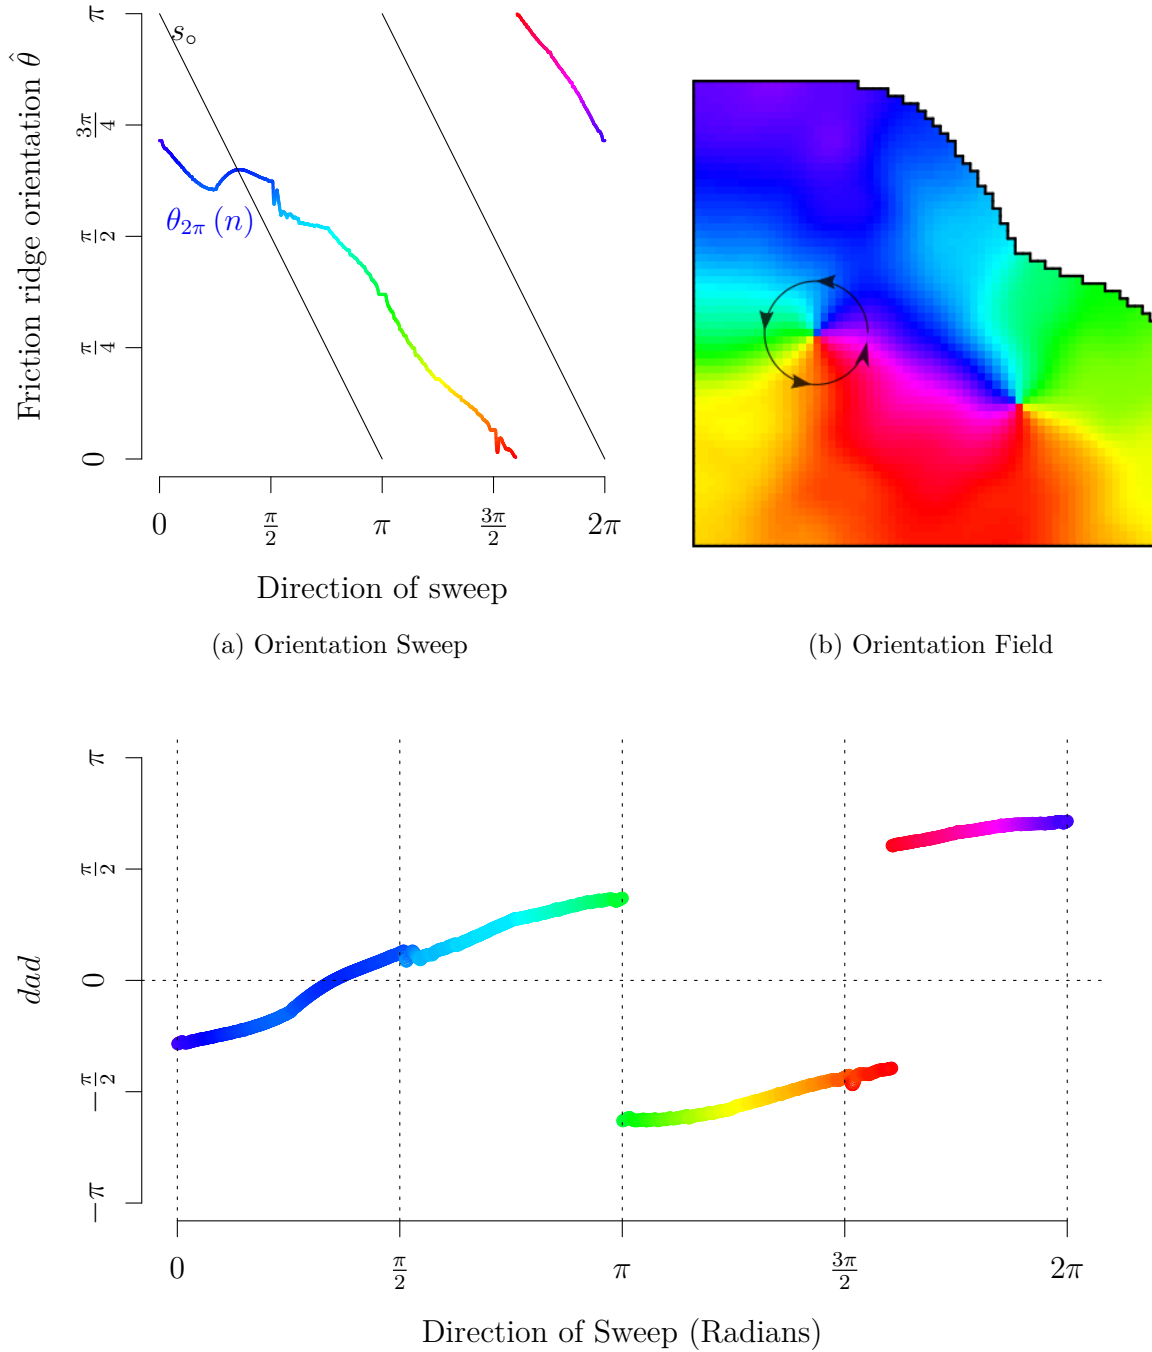 Friction ridge orientation θ̂
π
3π/4
π/2
π/4
0
s∘
θ2π (n)
0
π/2
π
3π/2
2π
Direction of sweep
(a) Orientation Sweep
(b) Orientation Field
dad
π
π/2
0
−π/2
−π
0
π/2
π
3π/2
2π
Direction of Sweep (Radians)